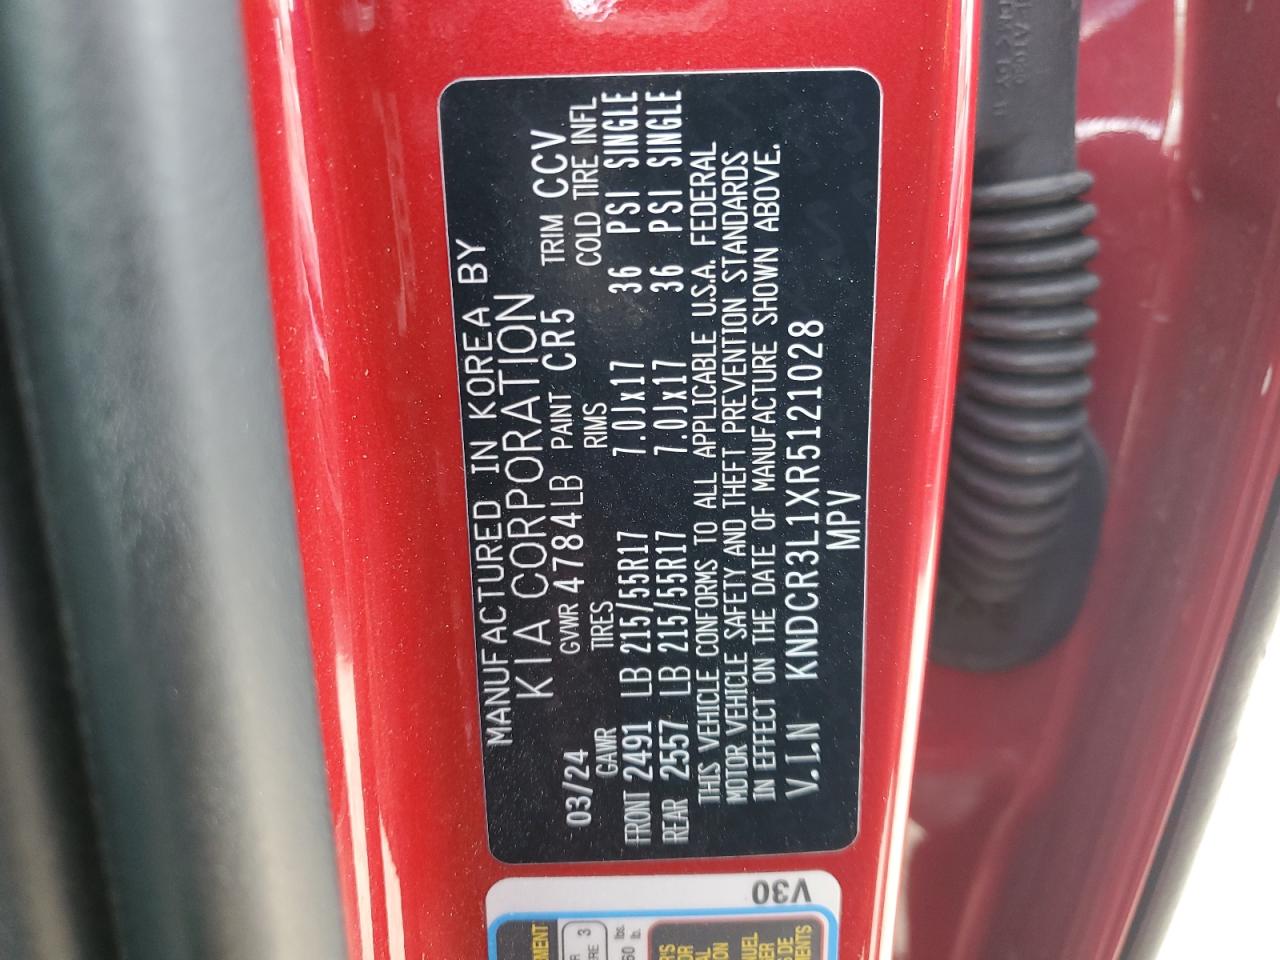 MANUFACTURED IN KOREA BY
KIA CORPORATION
03/24 GVWR 4784LB PAINT CR5 TRIM CCV
GAWR TIRES RIMS COLD TIRE INFL
FRONT 2491 LB 215/55R17 7.0Jx17 36 PSI SINGLE
REAR 2557 LB 215/55R17 7.0Jx17 36 PSI SINGLE
THIS VEHICLE CONFORMS TO ALL APPLICABLE U.S.A. FEDERAL
MOTOR VEHICLE SAFETY AND THEFT PREVENTION STANDARDS
IN EFFECT ON THE DATE OF MANUFACTURE SHOWN ABOVE.
V.I.N KNDCR3L1XR5121028
MPV
V30
3
lbs.
lb.